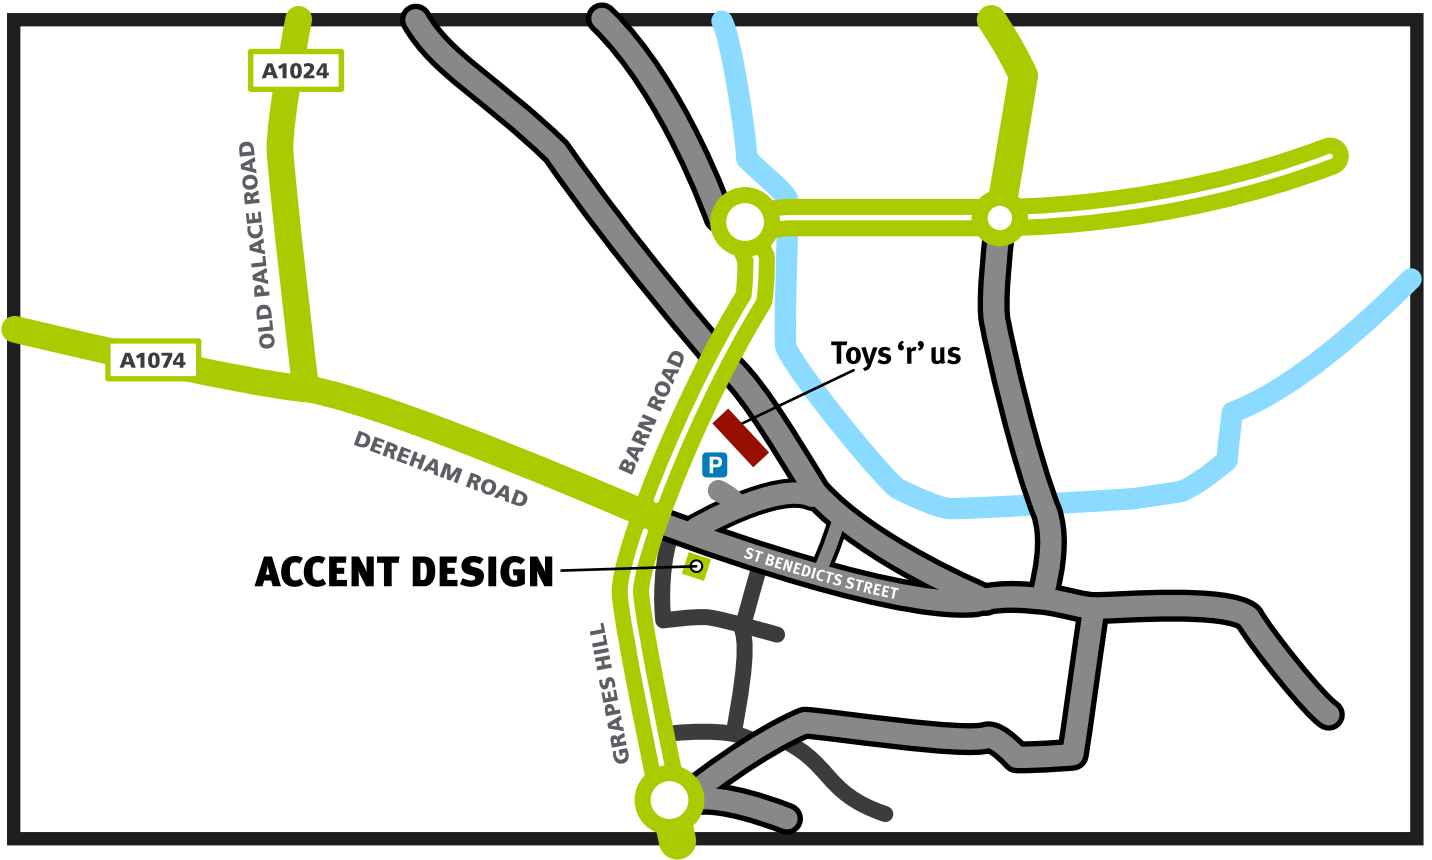 A1024
OLD PALACE ROAD
A1074
DEREHAM ROAD
BARN ROAD
Toys ‘r’ us
P
ACCENT DESIGN
ST BENEDICTS STREET
GRAPES HILL